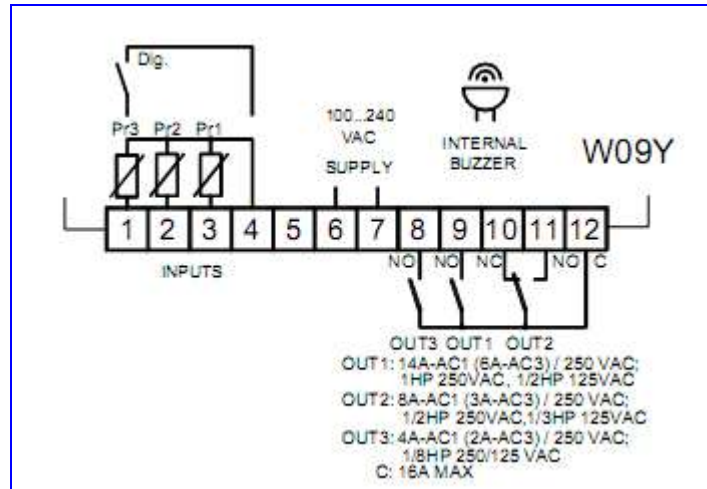 Dig.
Pr3 Pr2 Pr1
100...240
VAC
SUPPLY
INTERNAL
BUZZER
W09Y
1 2 3 4 5 6 7 8 9 10 11 12
INPUTS
NO NO NC NO C
OUT3 OUT1 OUT2
OUT1: 14A-AC1 (6A-AC3) / 250 VAC;
1HP 250VAC, 1/2HP 125VAC
OUT2: 8A-AC1 (3A-AC3) / 250 VAC;
1/2HP 250VAC,1/3HP 125VAC
OUT3: 4A-AC1 (2A-AC3) / 250 VAC;
1/8HP 250/125 VAC
C: 16A MAX